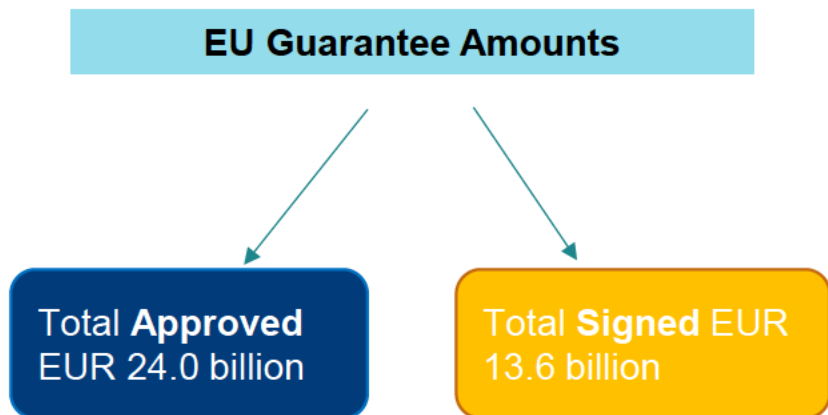 EU Guarantee Amounts
Total Approved
EUR 24.0 billion
Total Signed EUR
13.6 billion